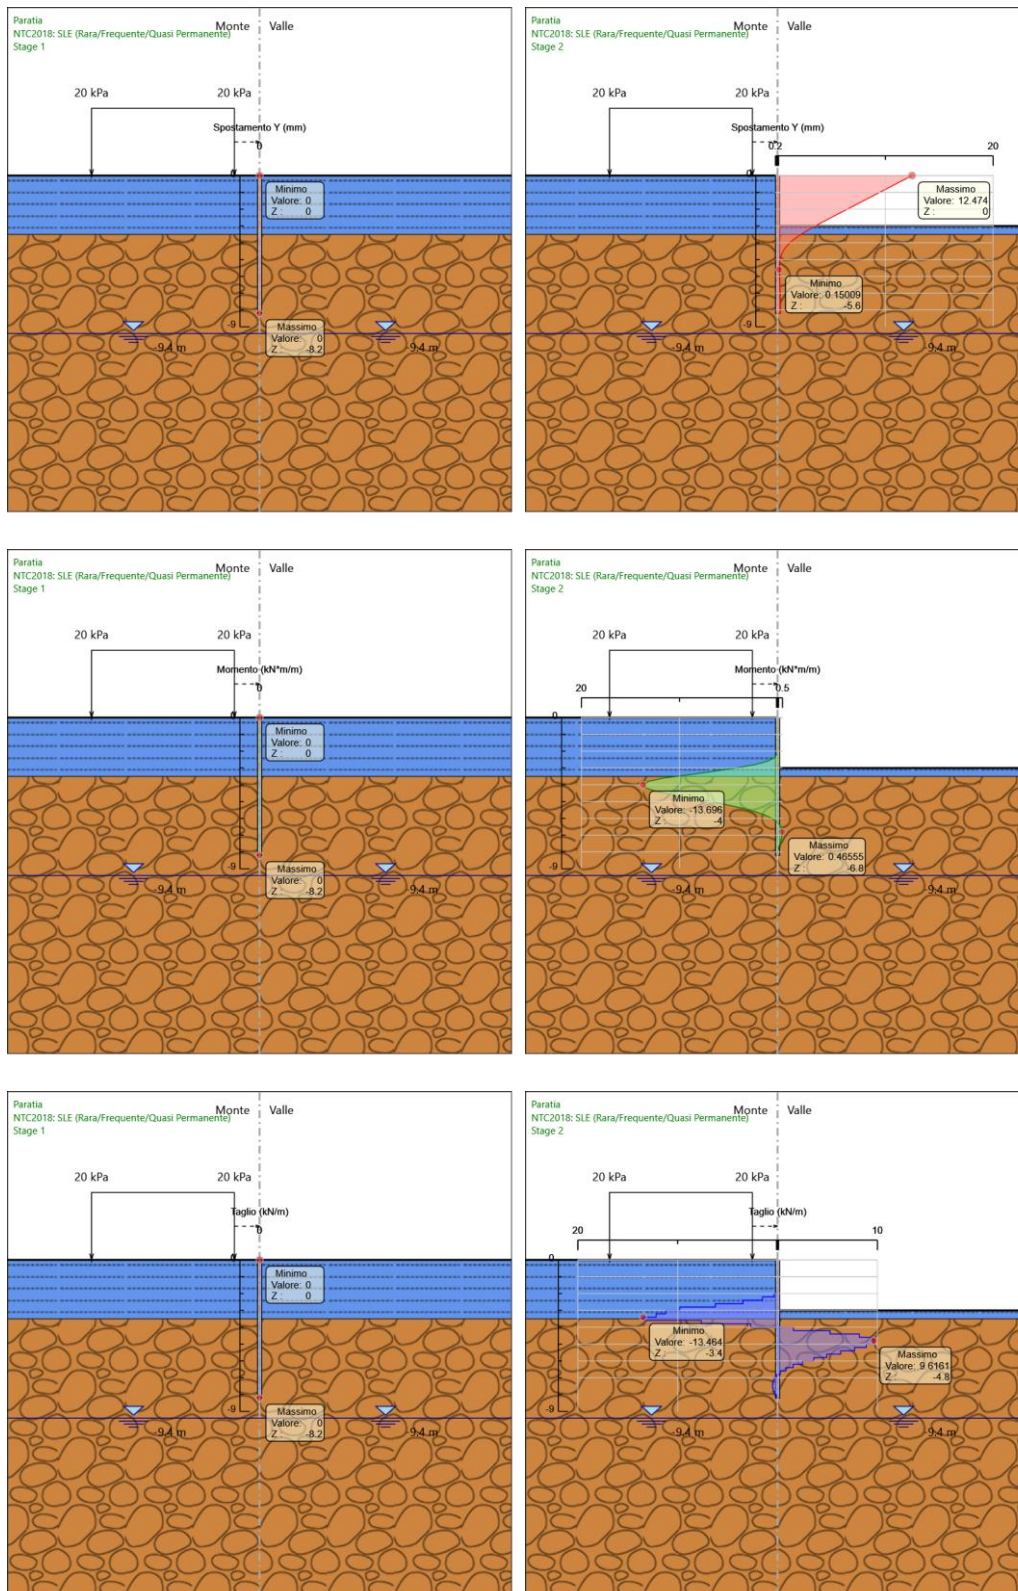 Paratia
NTC2018: SLE (Rara/Frequente/Quasi Permanente)
Stage 1
Monte Valle
20 kPa 20 kPa
Spostamento Y (mm)
0
0
Minimo
Valore: 0
Z : 0
-9
Massimo
Valore: 0
Z : -8.2
-9.4 m -9.4 m
Paratia
NTC2018: SLE (Rara/Frequente/Quasi Permanente)
Stage 2
Monte Valle
20 kPa 20 kPa
Spostamento Y (mm)
0.2 20
0
Massimo
Valore: 12.474
Z : 0
Minimo
Valore: 0.15009
Z : -5.6
-9
-9.4 m -9.4 m
Paratia
NTC2018: SLE (Rara/Frequente/Quasi Permanente)
Stage 1
Monte Valle
20 kPa 20 kPa
Momento (kN*m/m)
0
0
Minimo
Valore: 0
Z : 0
-9
Massimo
Valore: 0
Z : -8.2
-9.4 m -9.4 m
Paratia
NTC2018: SLE (Rara/Frequente/Quasi Permanente)
Stage 2
Monte Valle
20 kPa 20 kPa
Momento (kN*m/m)
20 0.5
0
Minimo
Valore: -13.696
Z : -4
Massimo
Valore: 0.46555
Z : -6.8
-9
-9.4 m -9.4 m
Paratia
NTC2018: SLE (Rara/Frequente/Quasi Permanente)
Stage 1
Monte Valle
20 kPa 20 kPa
Taglio (kN/m)
0
0
Minimo
Valore: 0
Z : 0
-9
Massimo
Valore: 0
Z : -8.2
-9.4 m -9.4 m
Paratia
NTC2018: SLE (Rara/Frequente/Quasi Permanente)
Stage 2
Monte Valle
20 kPa 20 kPa
Taglio (kN/m)
20 10
0
Minimo
Valore: -13.464
Z : -3.4
Massimo
Valore: 9.6161
Z : -4.8
-9
-9.4 m -9.4 m